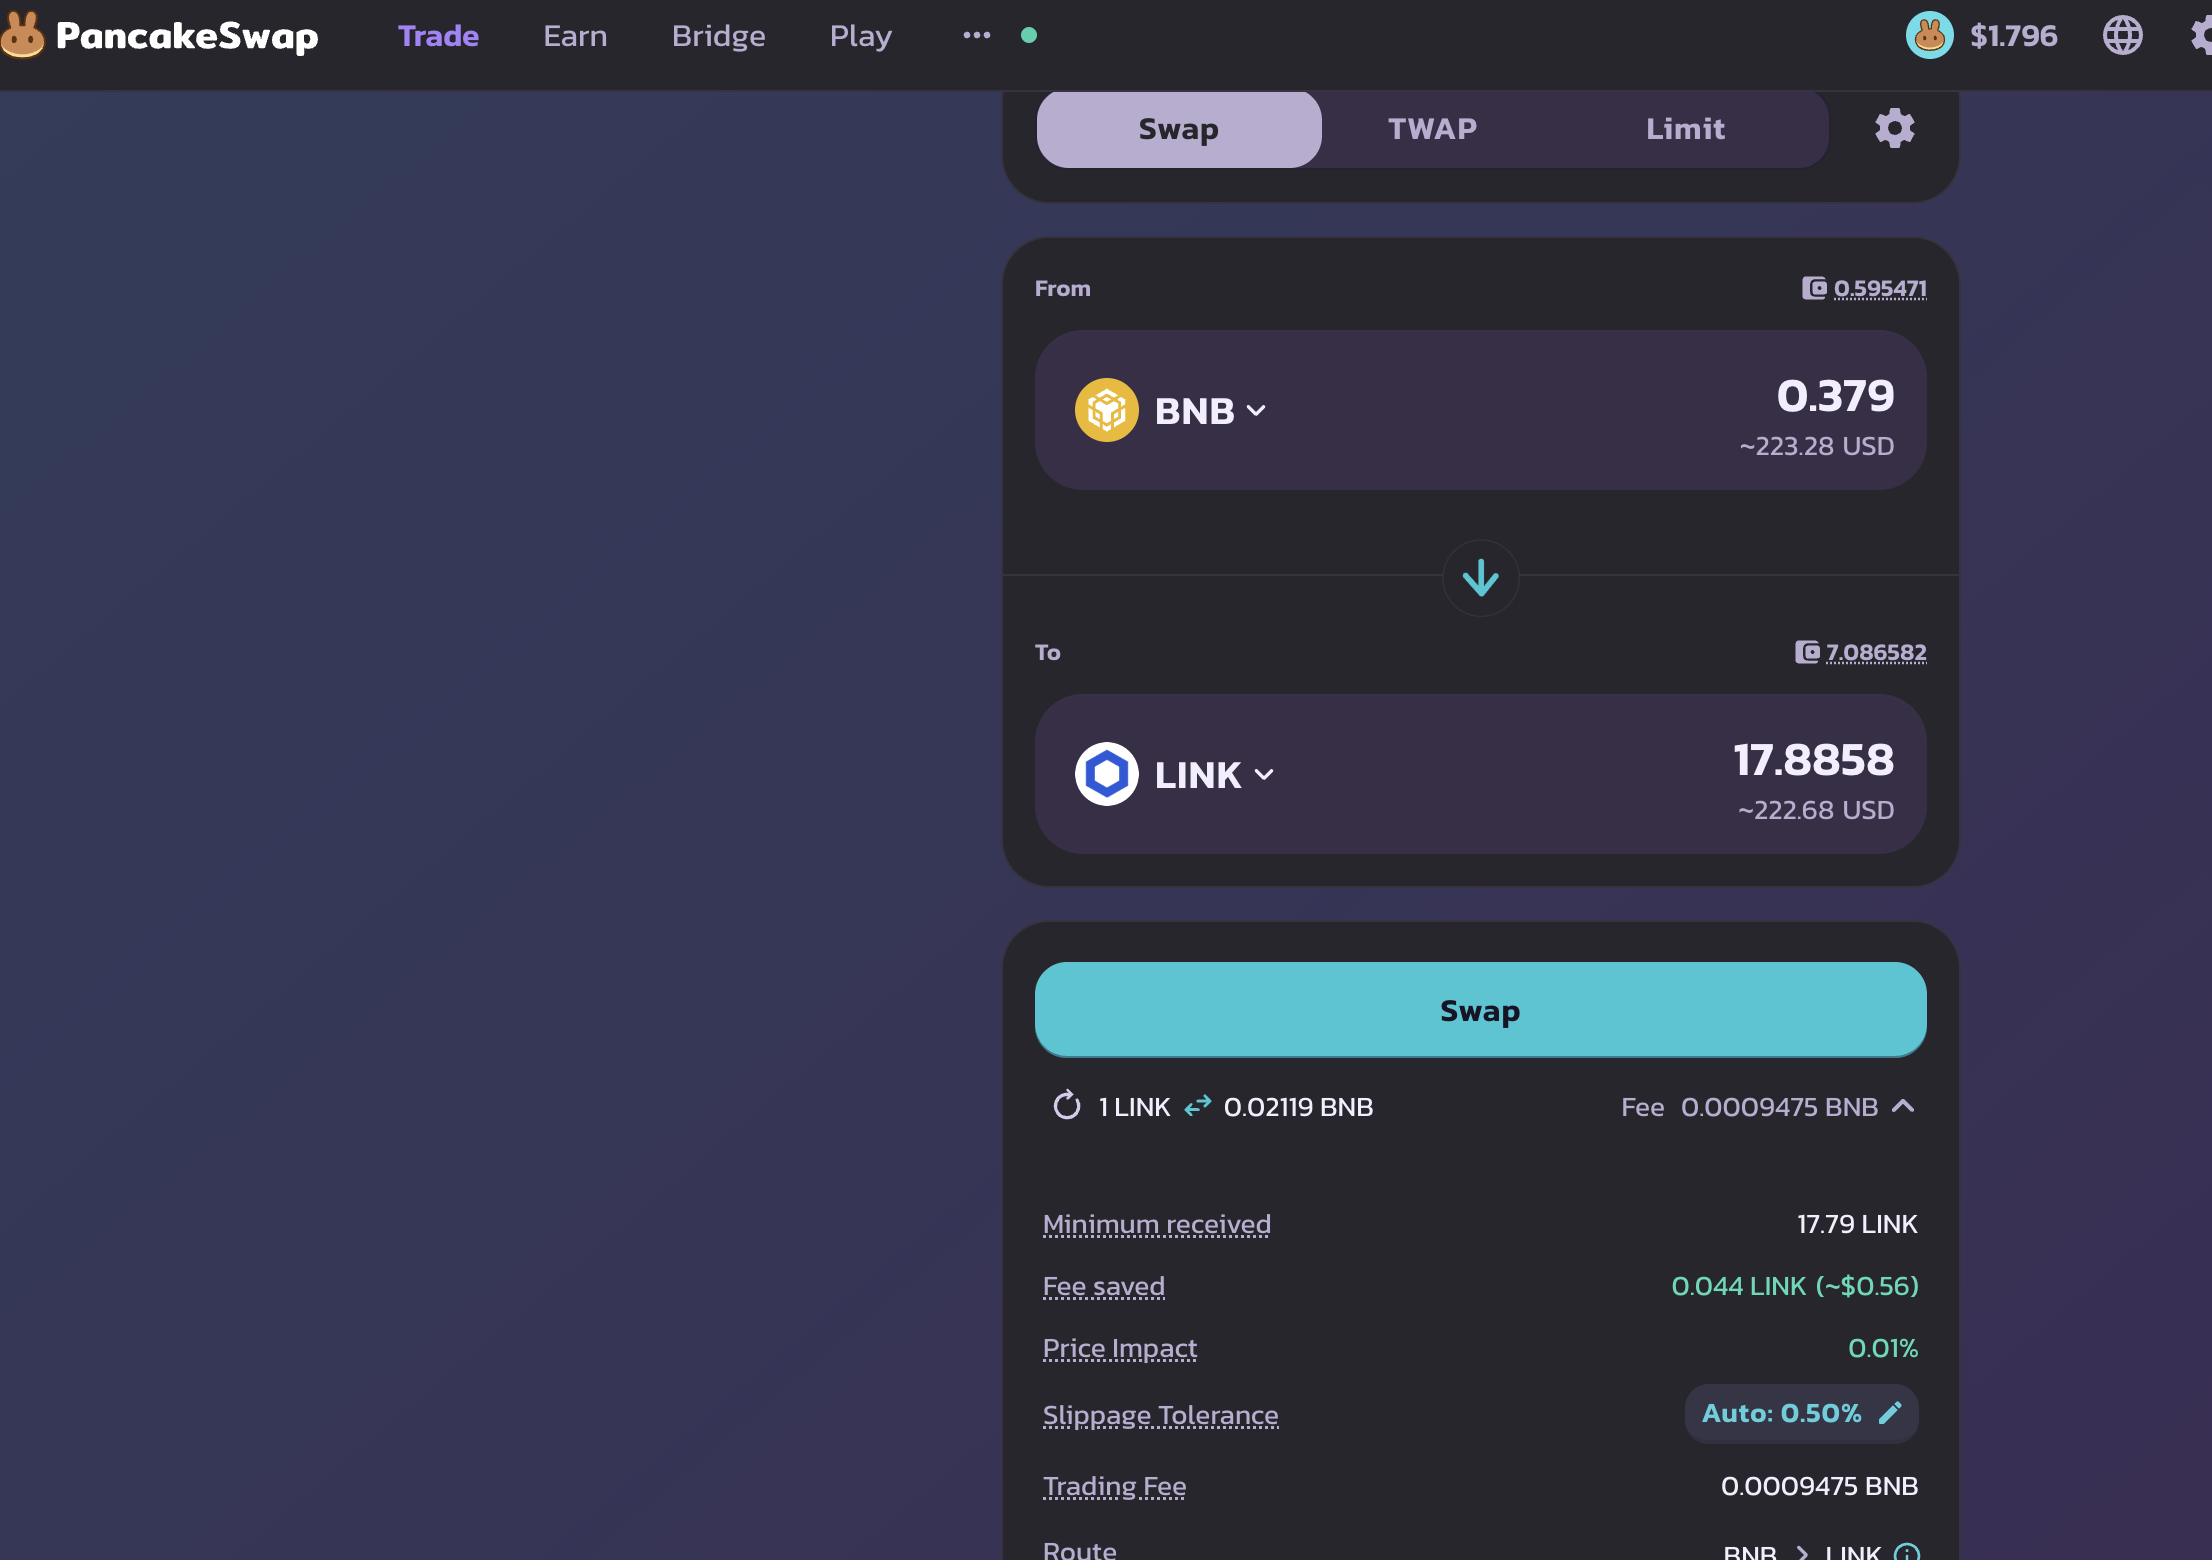 PancakeSwap Trade Earn Bridge Play ••• $1.796
Swap TWAP Limit
From 0.595471
BNB 0.379
~223.28 USD
To 7.086582
LINK 17.8858
~222.68 USD
Swap
1 LINK ⇄ 0.02119 BNB Fee 0.0009475 BNB
Minimum received 17.79 LINK
Fee saved 0.044 LINK (~$0.56)
Price Impact 0.01%
Slippage Tolerance Auto: 0.50%
Trading Fee 0.0009475 BNB
Route BNB > LINK